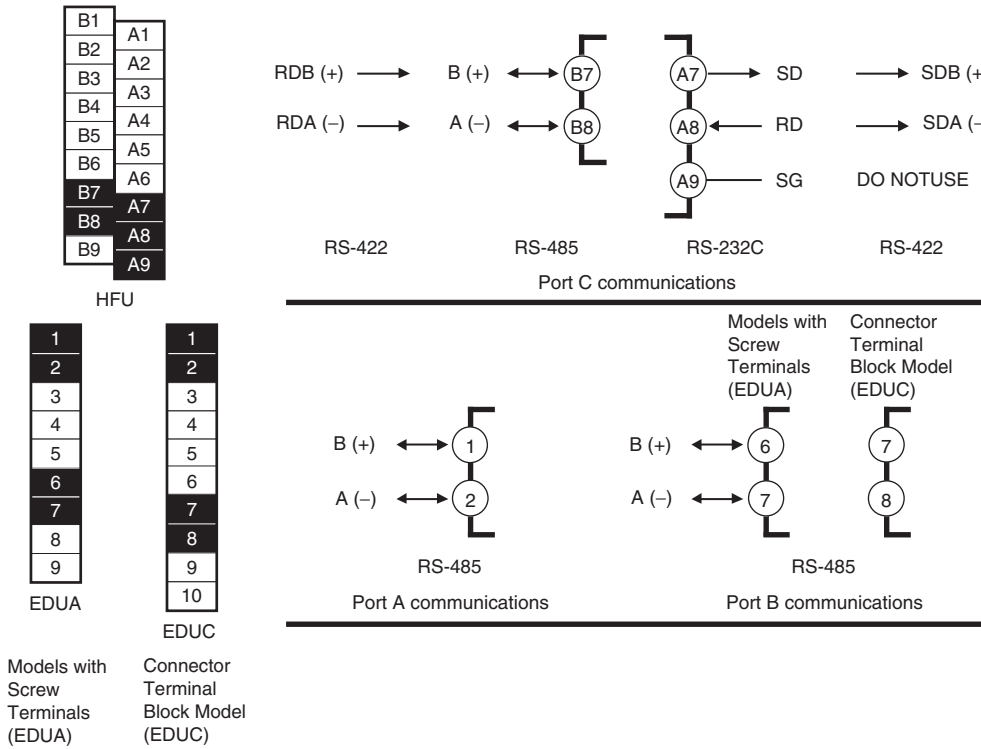 B1
B2
B3
B4
B5
B6
B7
B8
B9
A1
A2
A3
A4
A5
A6
A7
A8
A9
HFU
RDB (+) B (+) B7 A7 SD SDB (+
RDA (−) A (−) B8 A8 RD SDA (−
A9 SG DO NOTUSE
RS-422 RS-485 RS-232C RS-422
Port C communications
1
2
3
4
5
6
7
8
9
EDUA
Models with
Screw
Terminals
(EDUA)
1
2
3
4
5
6
7
8
9
10
EDUC
Connector
Terminal
Block Model
(EDUC)
B (+) 1
A (−) 2
RS-485
Port A communications
Models with
Screw
Terminals
(EDUA)
Connector
Terminal
Block Model
(EDUC)
B (+) 6 7
A (−) 7 8
RS-485
Port B communications